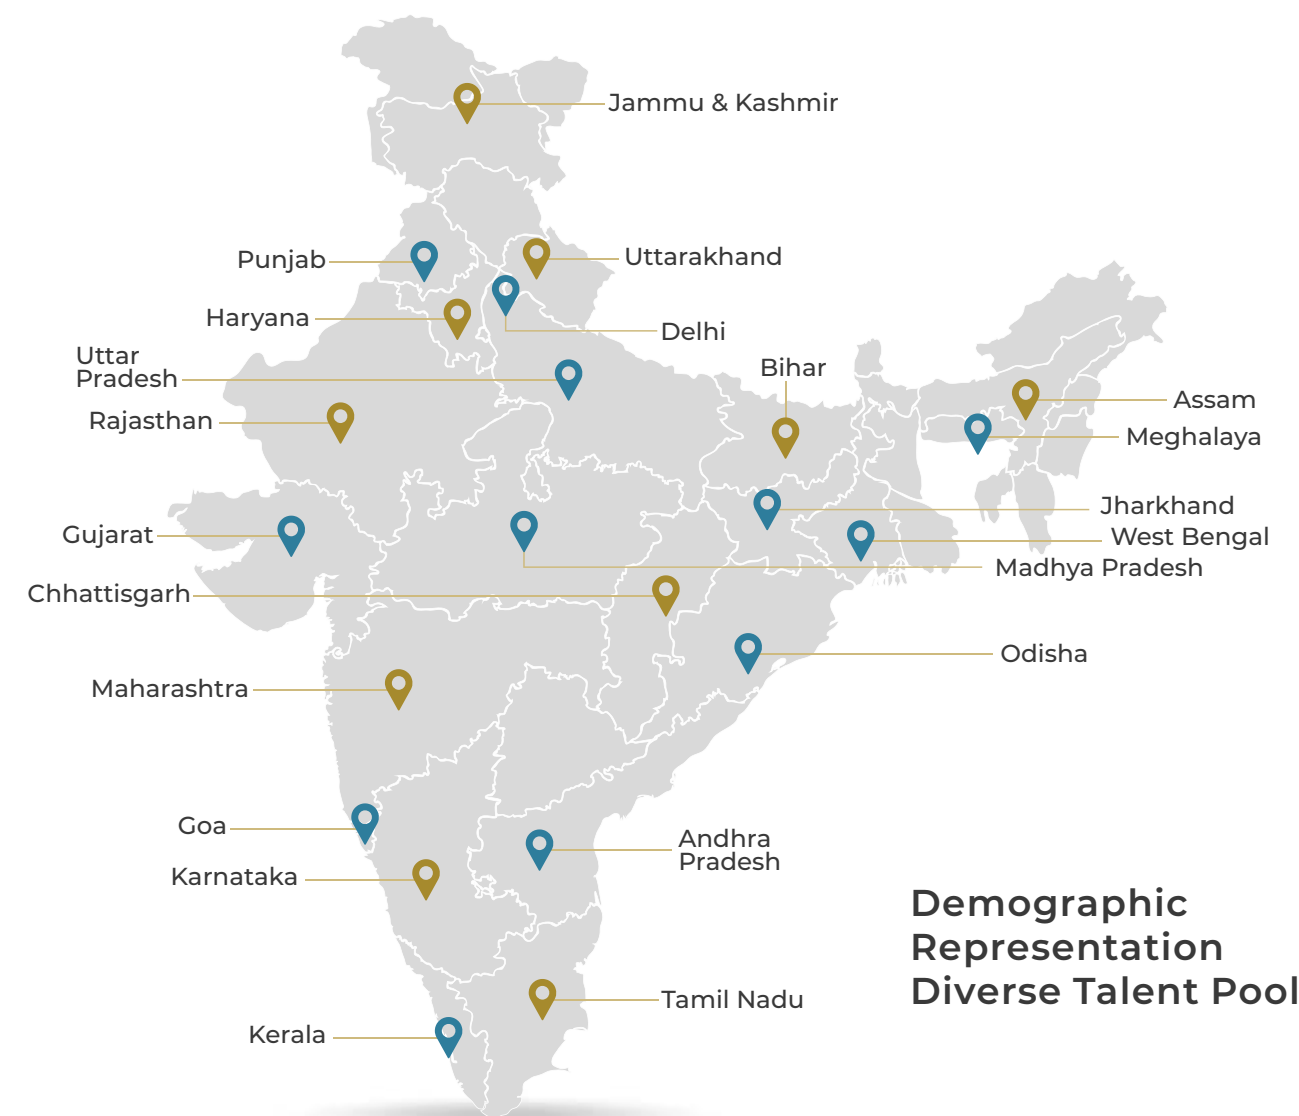 Jammu & Kashmir
Punjab
Uttarakhand
Haryana
Delhi
Uttar
Pradesh
Bihar
Rajasthan
Assam
Meghalaya
Jharkhand
Gujarat
West Bengal
Madhya Pradesh
Chhattisgarh
Odisha
Maharashtra
Goa
Andhra
Pradesh
Karnataka
Demographic
Representation
Diverse Talent Pool
Tamil Nadu
Kerala